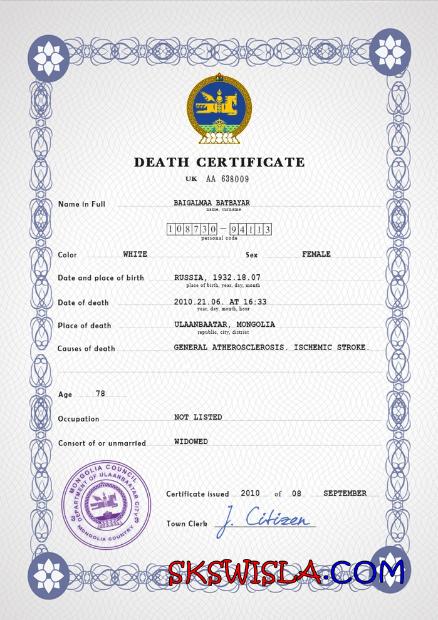 DEATH CERTIFICATE
UK AA 638009
Name in Full BAIGALMAA BATBAYAR
name, surname
108730-94113
personal code
Color WHITE Sex FEMALE
Date and place of birth RUSSIA, 1932.18.07
place of birth, year, day, month
Date of death 2010.21.06. AT 16:33
year, day, month, hour
Place of death ULAANBAATAR, MONGOLIA
republic, city, district
Causes of death GENERAL ATHEROSCLEROSIS. ISCHEMIC STROKE
Age 78
Occupation NOT LISTED
Consort of or unmarried WIDOWED
MONGOLIA COUNCIL
DEPARTMENT OF ULAANBAATAR CITY
MONGOLIA COUNTRY
Certificate issued 2010 of 08 SEPTEMBER
Town Clerk J. Citizen
SKSWISLA.COM